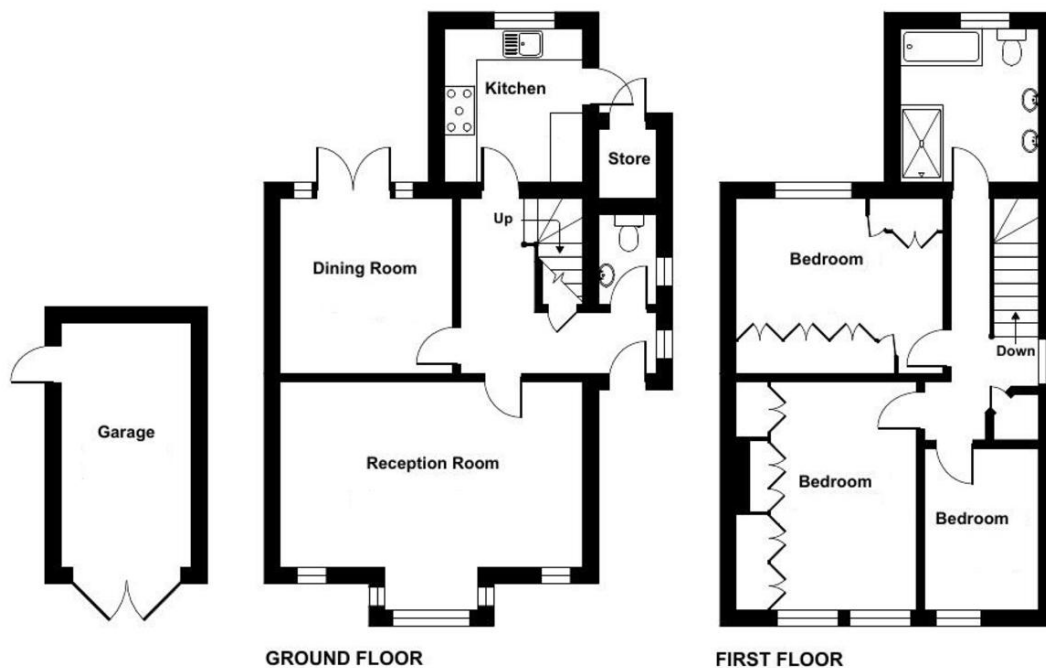 Kitchen
Store
Up
Dining Room
Garage
Reception Room
GROUND FLOOR
Bedroom
Down
Bedroom
Bedroom
FIRST FLOOR